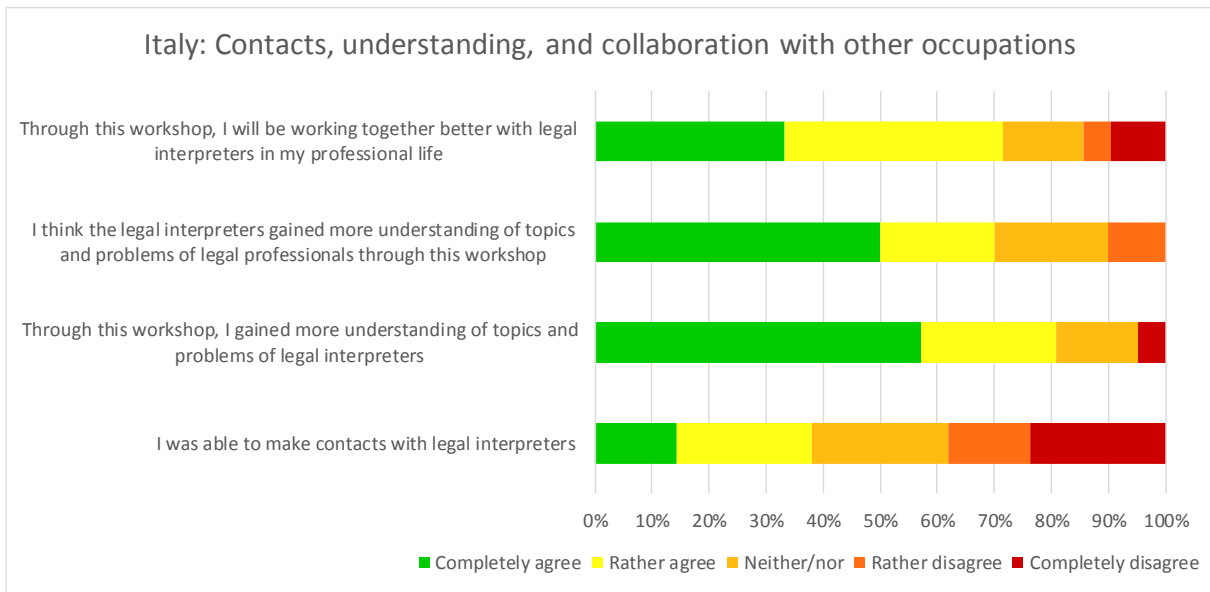 Italy: Contacts, understanding, and collaboration with other occupations
Through this workshop, I will be working together better with legal
interpreters in my professional life
I think the legal interpreters gained more understanding of topics
and problems of legal professionals through this workshop
Through this workshop, I gained more understanding of topics and
problems of legal interpreters
I was able to make contacts with legal interpreters
0% 10% 20% 30% 40% 50% 60% 70% 80% 90% 100%
Completely agree Rather agree Neither/nor Rather disagree Completely disagree